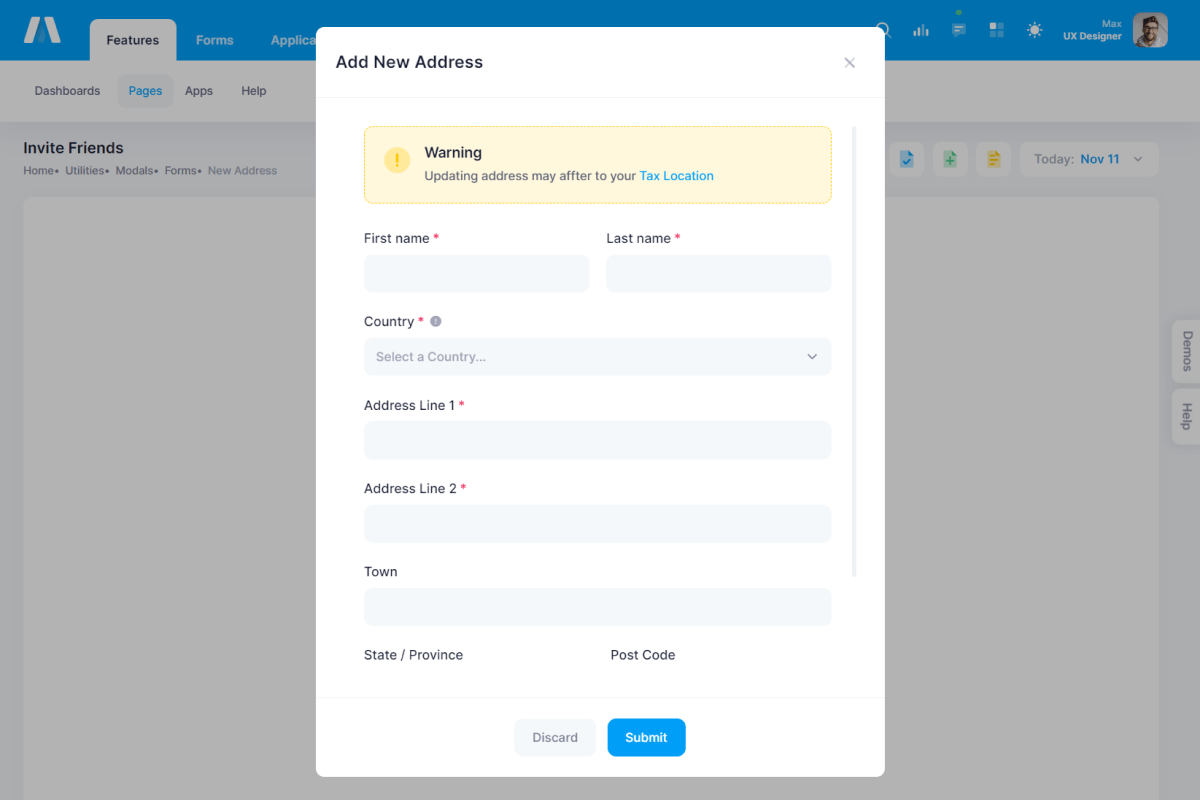 Features
Forms
Applica
Max
UX Designer
Dashboards
Pages
Apps
Help
Invite Friends
Home• Utilities• Modals• Forms• New Address
Today: Nov 11
Add New Address
Warning
Updating address may affter to your Tax Location
First name *
Last name *
Country *
Select a Country...
Address Line 1 *
Address Line 2 *
Town
State / Province
Post Code
Discard
Submit
Demos
Help